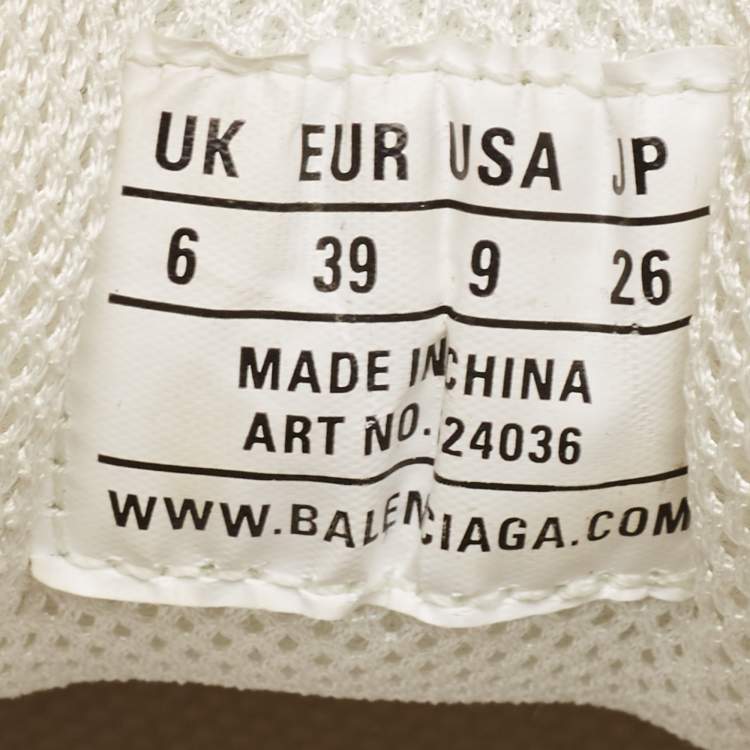 UK EUR USA JP
6 39 9 26
MADE IN CHINA
ART NO. 24036
WWW.BALENCIAGA.COM